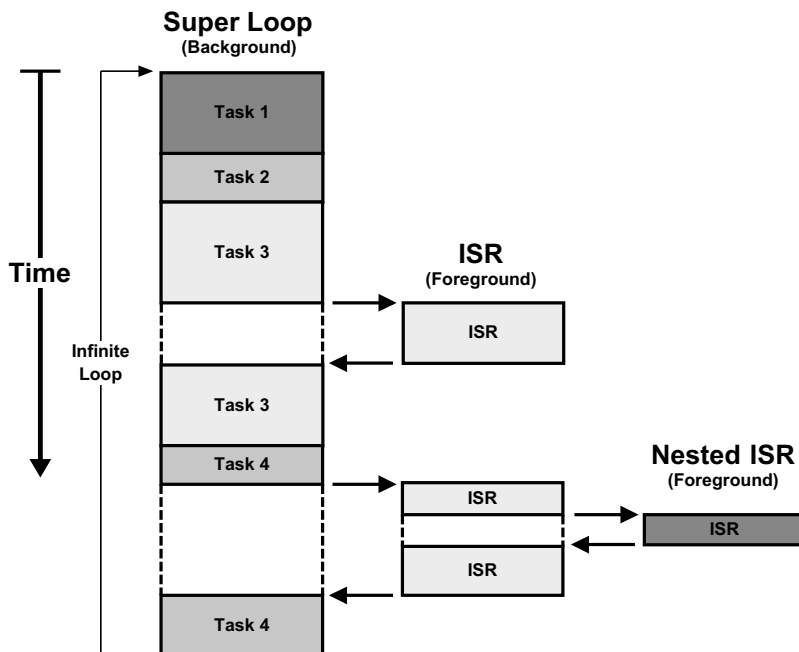 Super Loop
(Background)
Task 1
Task 2
Task 3
Time
ISR
(Foreground)
ISR
Infinite
Loop
Task 3
Task 4
Nested ISR
(Foreground)
ISR
ISR
ISR
Task 4